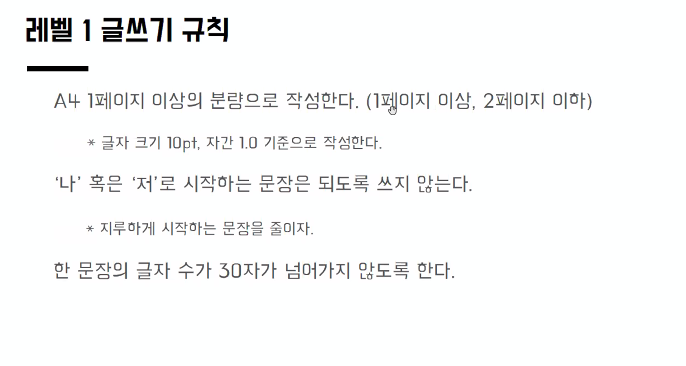 레벨 1 글쓰기 규칙
A4 1페이지 이상의 분량으로 작성한다. (1페이지 이상, 2페이지 이하)
* 글자 크기 10pt, 자간 1.0 기준으로 작성한다.
‘나’ 혹은 ‘저’로 시작하는 문장은 되도록 쓰지 않는다.
* 지루하게 시작하는 문장을 줄이자.
한 문장의 글자 수가 30자가 넘어가지 않도록 한다.